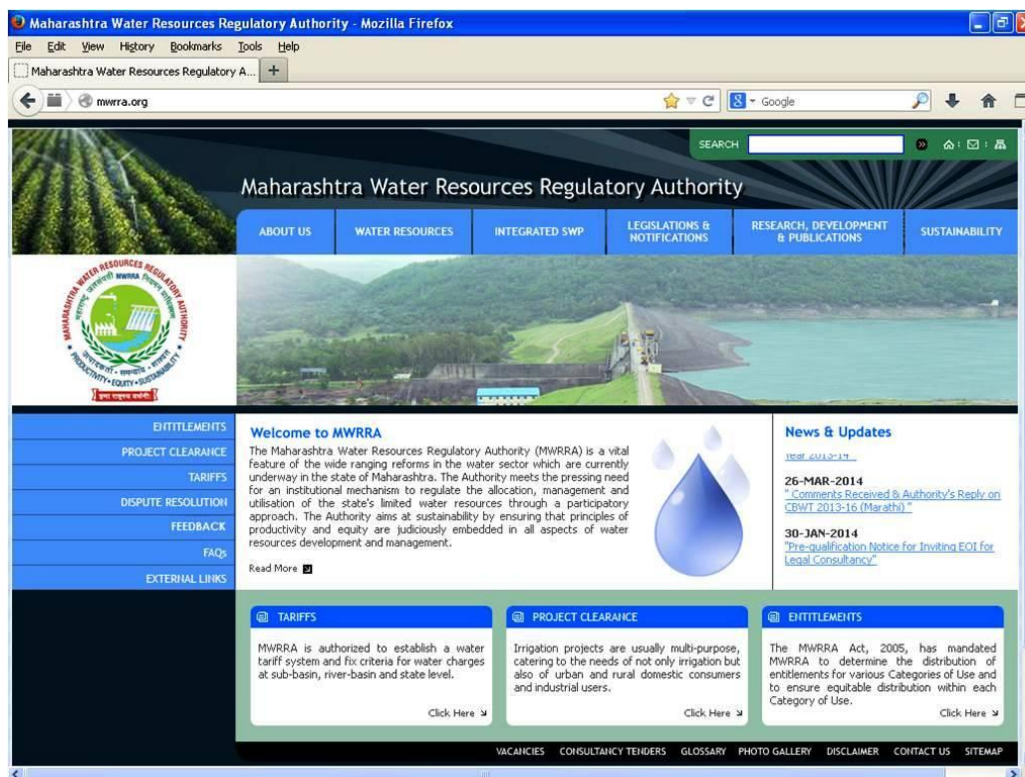 Maharashtra Water Resources Regulatory Authority - Mozilla Firefox
File Edit View History Bookmarks Tools Help
Maharashtra Water Resources Regulatory A...
mwrra.org
Google
SEARCH
Maharashtra Water Resources Regulatory Authority
ABOUT US
WATER RESOURCES
INTEGRATED SWP
LEGISLATIONS &
NOTIFICATIONS
RESEARCH, DEVELOPMENT
& PUBLICATIONS
SUSTAINABILITY
MAHARASHTRA WATER RESOURCES REGULATORY AUTHORITY
MWRRA
PRODUCTIVITY • EQUITY • SUSTAINABILITY
ENTITLEMENTS
PROJECT CLEARANCE
TARIFFS
DISPUTE RESOLUTION
FEEDBACK
FAQs
EXTERNAL LINKS
Welcome to MWRRA
The Maharashtra Water Resources Regulatory Authority (MWRRA) is a vital
feature of the wide ranging reforms in the water sector which are currently
underway in the state of Maharashtra. The Authority meets the pressing need
for an institutional mechanism to regulate the allocation, management and
utilisation of the state's limited water resources through a participatory
approach. The Authority aims at sustainability by ensuring that principles of
productivity and equity are judiciously embedded in all aspects of water
resources development and management.
Read More
News & Updates
Year 2013-14 "
26-MAR-2014
" Comments Received & Authority's Reply on
CBWT 2013-16 (Marathi) "
30-JAN-2014
"Pre-qualification Notice for Inviting EOI for
Legal Consultancy"
TARIFFS
MWRRA is authorized to establish a water
tariff system and fix criteria for water charges
at sub-basin, river-basin and state level.
Click Here
PROJECT CLEARANCE
Irrigation projects are usually multi-purpose,
catering to the needs of not only irrigation but
also of urban and rural domestic consumers
and industrial users.
Click Here
ENTITLEMENTS
The MWRRA Act, 2005, has mandated
MWRRA to determine the distribution of
entitlements for various Categories of Use and
to ensure equitable distribution within each
Category of Use.
Click Here
VACANCIES CONSULTANCY TENDERS GLOSSARY PHOTO GALLERY DISCLAIMER CONTACT US SITEMAP